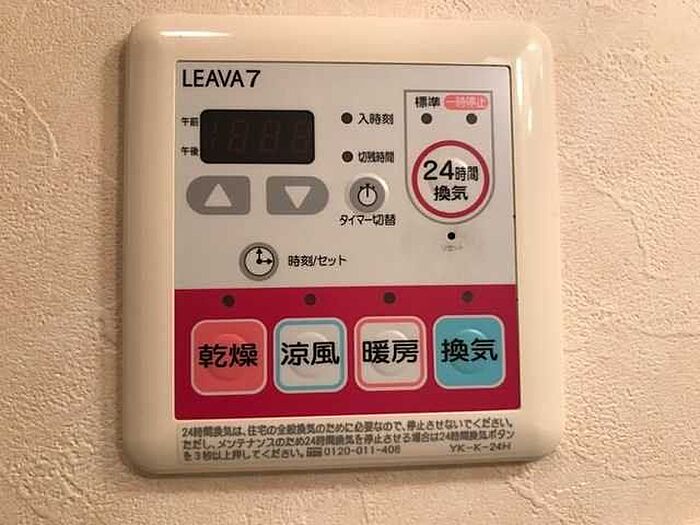 LEAVA7
午前
午後
入時刻
切残時間
タイマー切替
標準 一時停止
24時間
換気
リセット
時刻/セット
乾燥 涼風 暖房 換気
24時間換気は、住宅の全般換気のために必要なので、停止させないでください。
ただし、メンテナンスのため24時間換気を停止させる場合は24時間換気ボタン
を3秒以上押してください。 0120-011-408
YK-K-24H